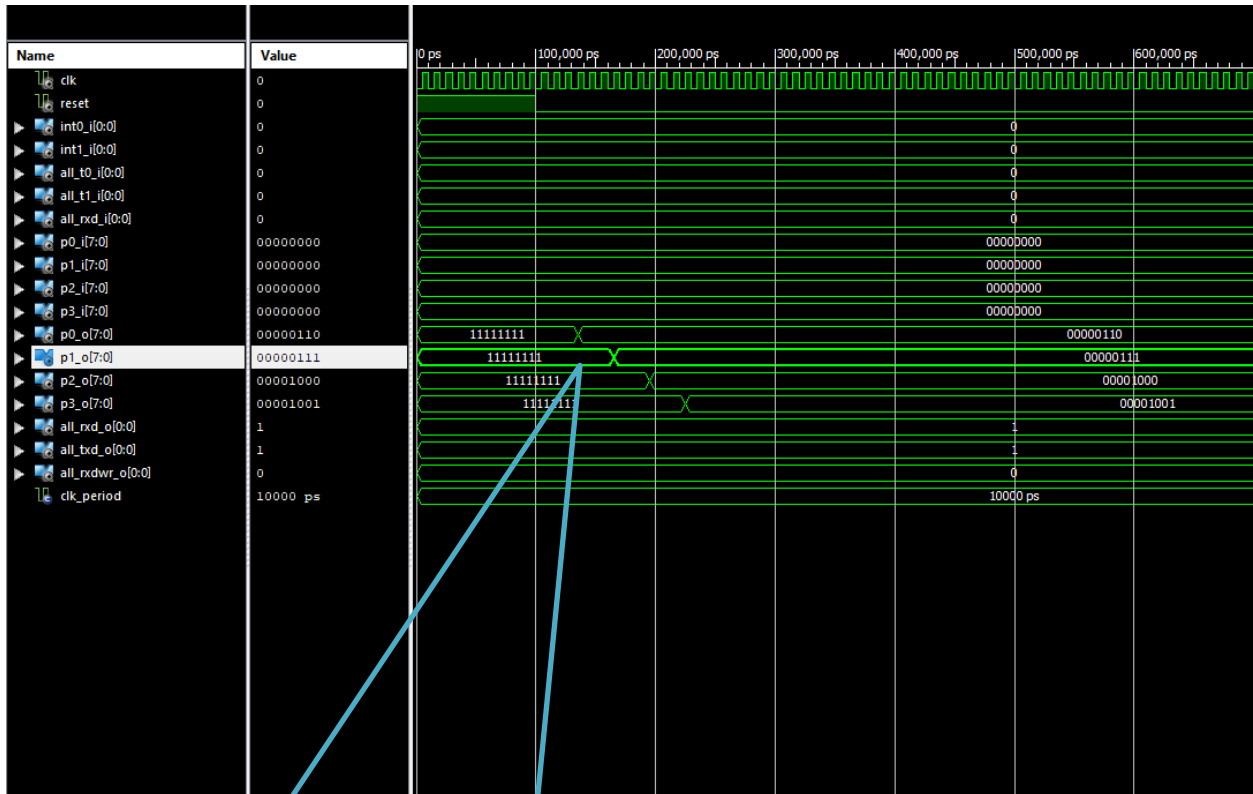 Name Value 0 ps 100,000 ps 200,000 ps 300,000 ps 400,000 ps 500,000 ps 600,000 ps
clk 0
reset 0
int0_i[0:0] 0 0
int1_i[0:0] 0 0
all_t0_i[0:0] 0 0
all_t1_i[0:0] 0 0
all_rxd_i[0:0] 0 0
p0_i[7:0] 00000000 00000000
p1_i[7:0] 00000000 00000000
p2_i[7:0] 00000000 00000000
p3_i[7:0] 00000000 00000000
p0_o[7:0] 00000110 11111111 00000110
p1_o[7:0] 00000111 11111111 00000111
p2_o[7:0] 00001000 11111111 00001000
p3_o[7:0] 00001001 11111111 00001001
all_rxd_o[0:0] 1 1
all_txd_o[0:0] 1 1
all_rxdwr_o[0:0] 0 0
clk_period 10000 ps 10000 ps